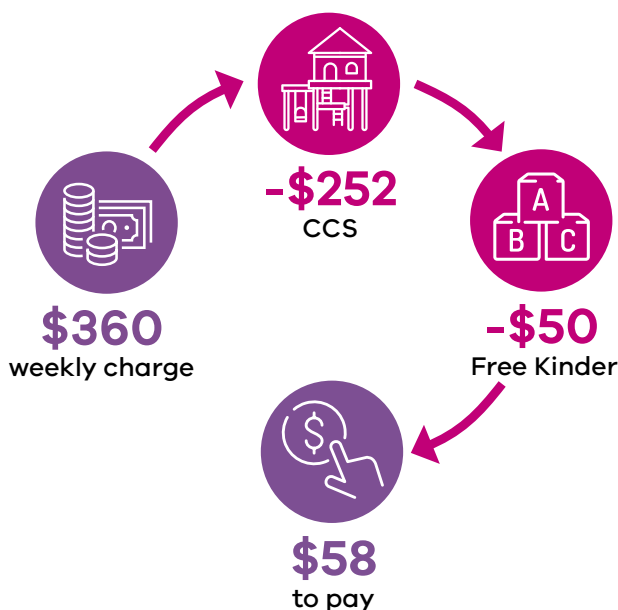 $360
weekly charge
-$252
CCS
A
B C
-$50
Free Kinder
$
$58
to pay